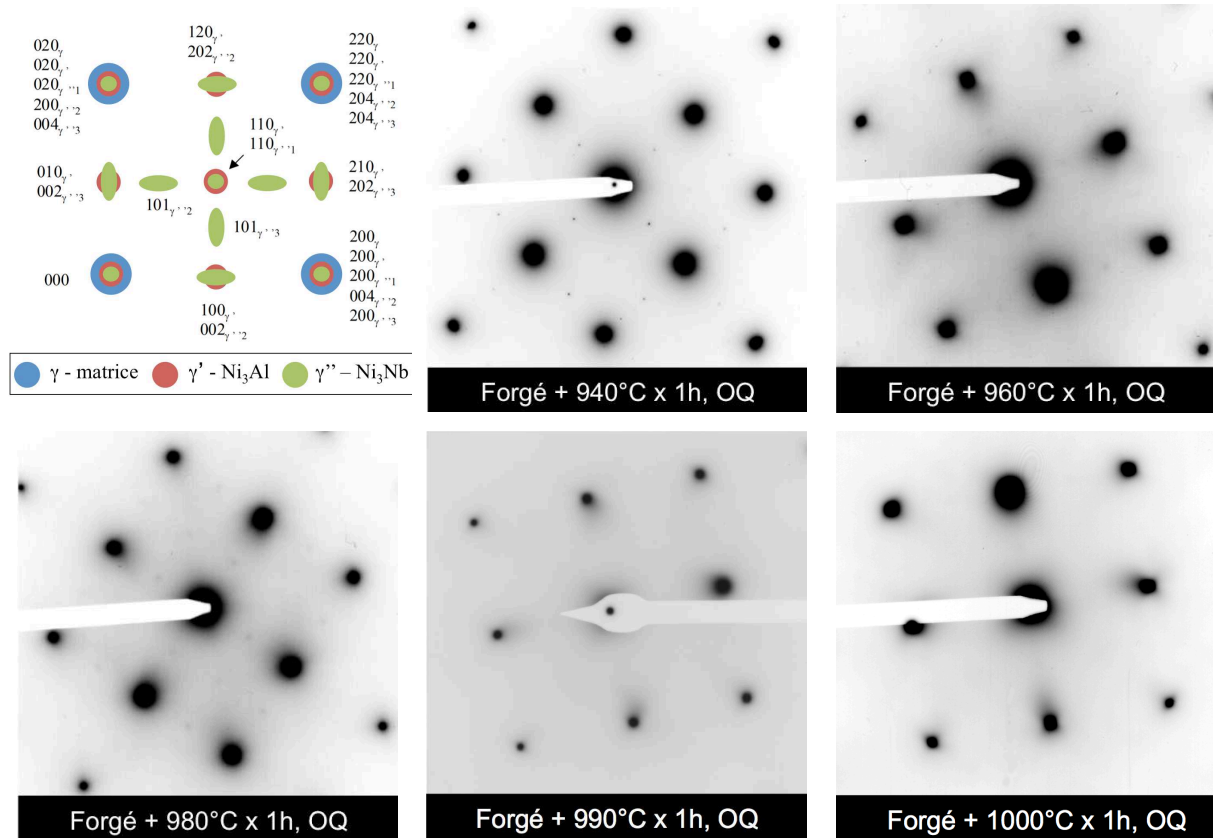 020γ
020γ'
020γ''1
200γ''2
004γ''3
120γ'
202γ''2
220γ
220γ'
220γ''1
204γ''2
204γ''3
110γ'
110γ''1
010γ'
002γ''3
101γ''2
210γ'
202γ''3
101γ''3
000
100γ'
002γ''2
200γ
200γ'
200γ''1
004γ''2
200γ''3
γ - matrice γ' - Ni3Al γ'' – Ni3Nb
Forgé + 940°C x 1h, OQ
Forgé + 960°C x 1h, OQ
Forgé + 980°C x 1h, OQ
Forgé + 990°C x 1h, OQ
Forgé + 1000°C x 1h, OQ